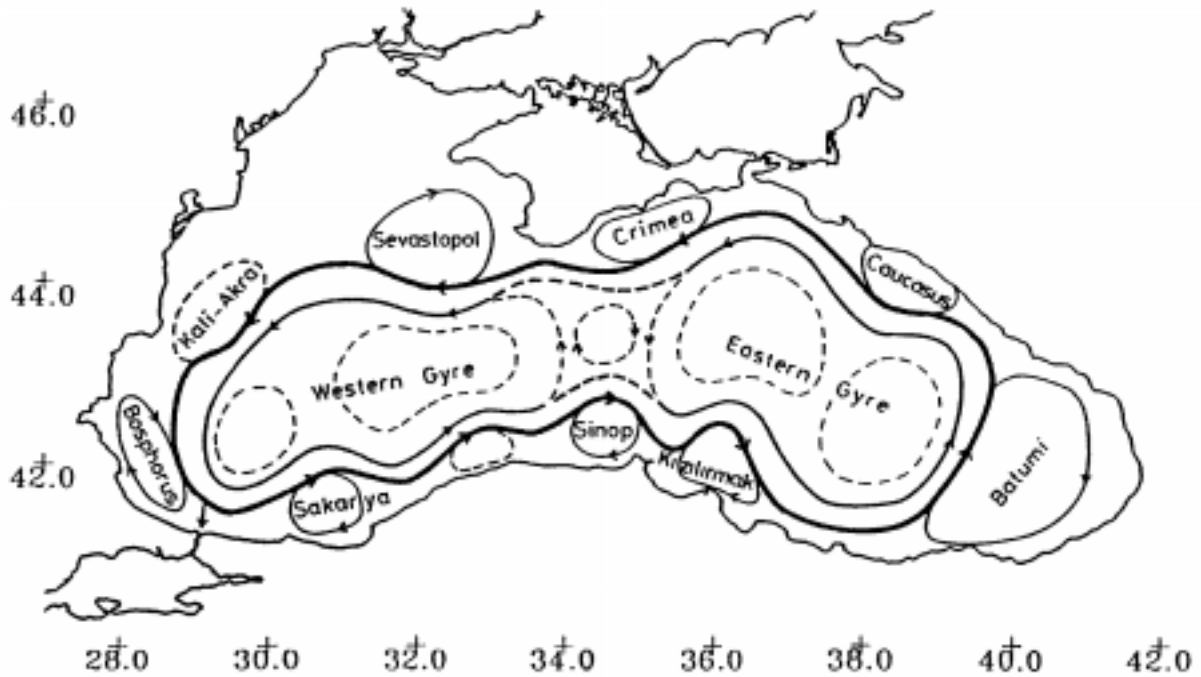 46.0
44.0
42.0
Sevastopol
Crimea
Caucasus
Kali-Akra
Western Gyre
Eastern
Gyre
Bosphorus
Sakarya
Sinop
Kızılırmak
Batumi
28.0 30.0 32.0 34.0 36.0 38.0 40.0 42.0